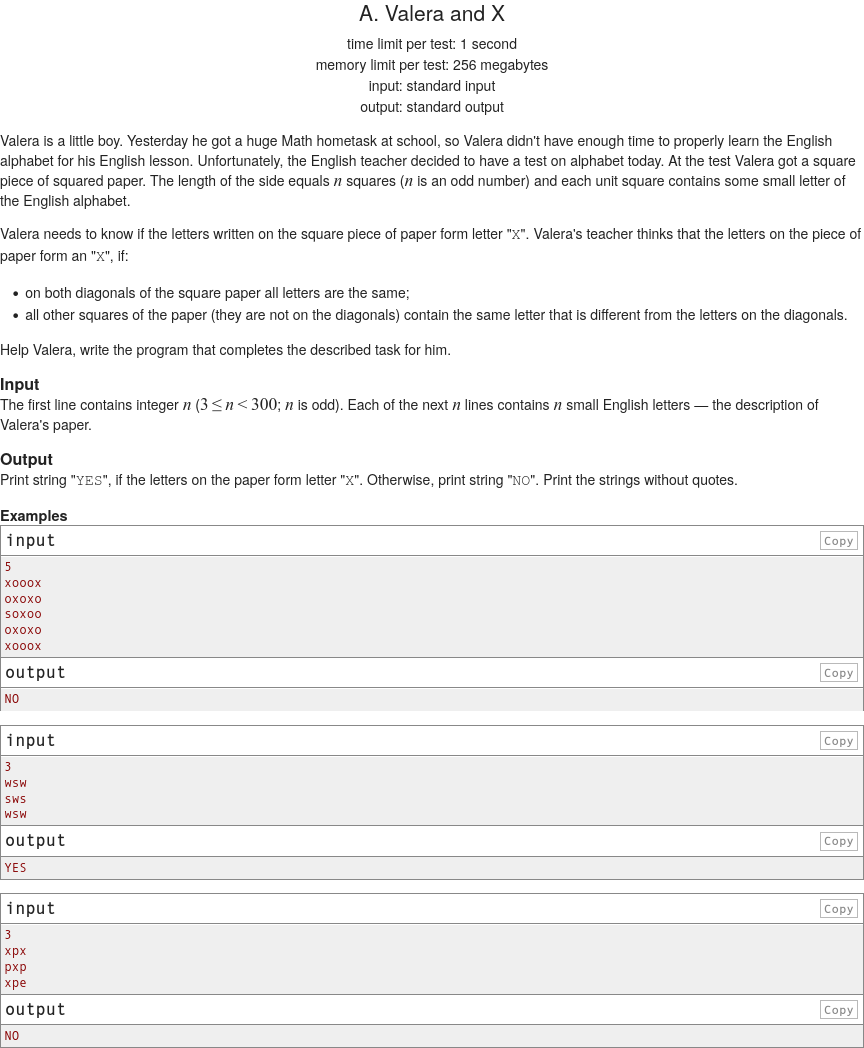 A. Valera and X
time limit per test: 1 second
memory limit per test: 256 megabytes
input: standard input
output: standard output
Valera is a little boy. Yesterday he got a huge Math hometask at school, so Valera didn't have enough time to properly learn the English
alphabet for his English lesson. Unfortunately, the English teacher decided to have a test on alphabet today. At the test Valera got a square
piece of squared paper. The length of the side equals n squares (n is an odd number) and each unit square contains some small letter of
the English alphabet.
Valera needs to know if the letters written on the square piece of paper form letter "X". Valera's teacher thinks that the letters on the piece of
paper form an "X", if:
• on both diagonals of the square paper all letters are the same;
• all other squares of the paper (they are not on the diagonals) contain the same letter that is different from the letters on the diagonals.
Help Valera, write the program that completes the described task for him.
Input
The first line contains integer n (3 ≤ n < 300; n is odd). Each of the next n lines contains n small English letters — the description of
Valera's paper.
Output
Print string "YES", if the letters on the paper form letter "X". Otherwise, print string "NO". Print the strings without quotes.
Examples
input Copy
5
xooox
oxoxo
soxoo
oxoxo
xooox
output Copy
NO
input Copy
3
wsw
sws
wsw
output Copy
YES
input Copy
3
xpx
pxp
xpe
output Copy
NO